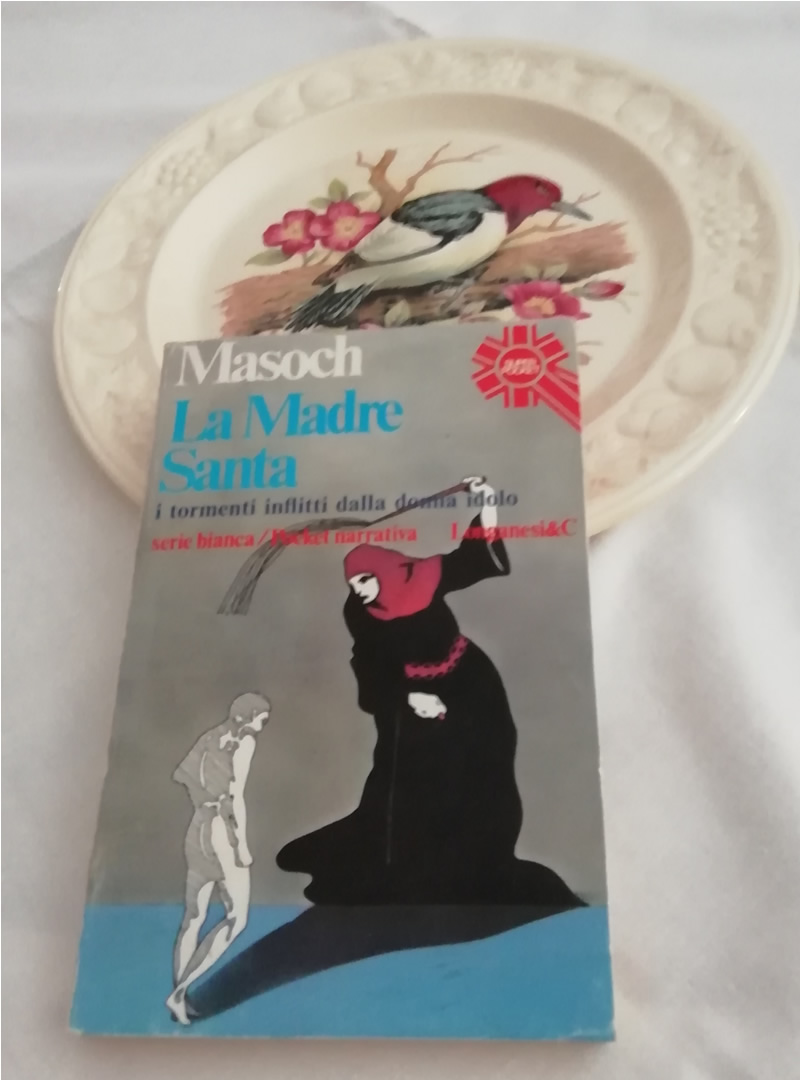 Masoch
La Madre
Santa
i tormenti inflitti dalla donna idolo
serie bianca / Pocket narrativa Longanesi&C